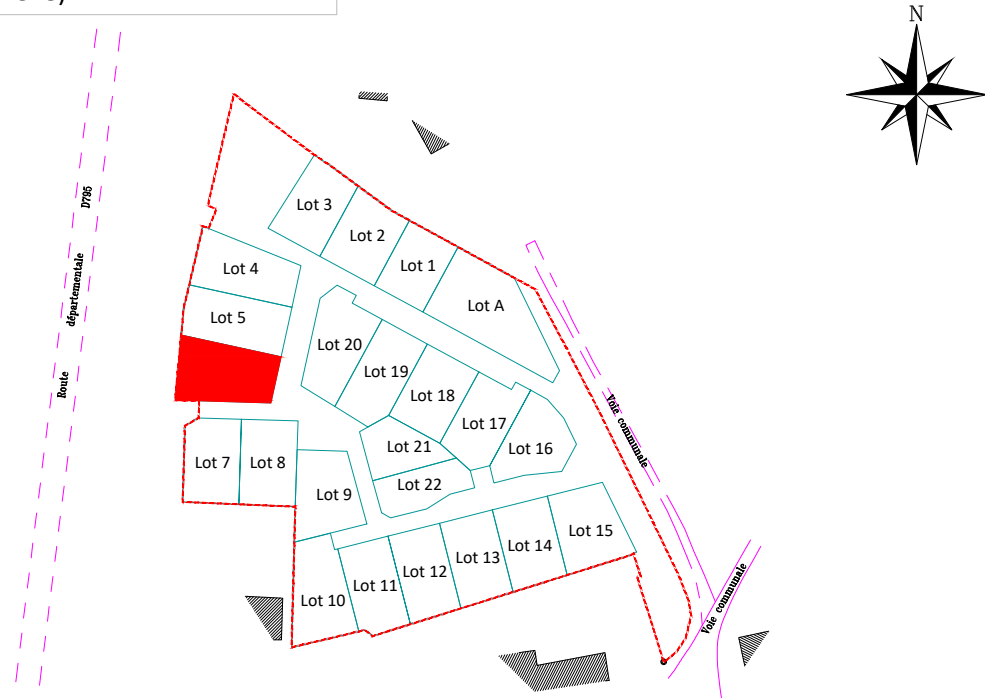 N
Lot 3
Lot 2
Lot 1
Lot A
Lot 4
Lot 5
Lot 20
Lot 19
Lot 18
Lot 17
Lot 16
Lot 21
Lot 22
Lot 7
Lot 8
Lot 9
Lot 10
Lot 11
Lot 12
Lot 13
Lot 14
Lot 15
Route départementale D795
Voie communale
Voie communale